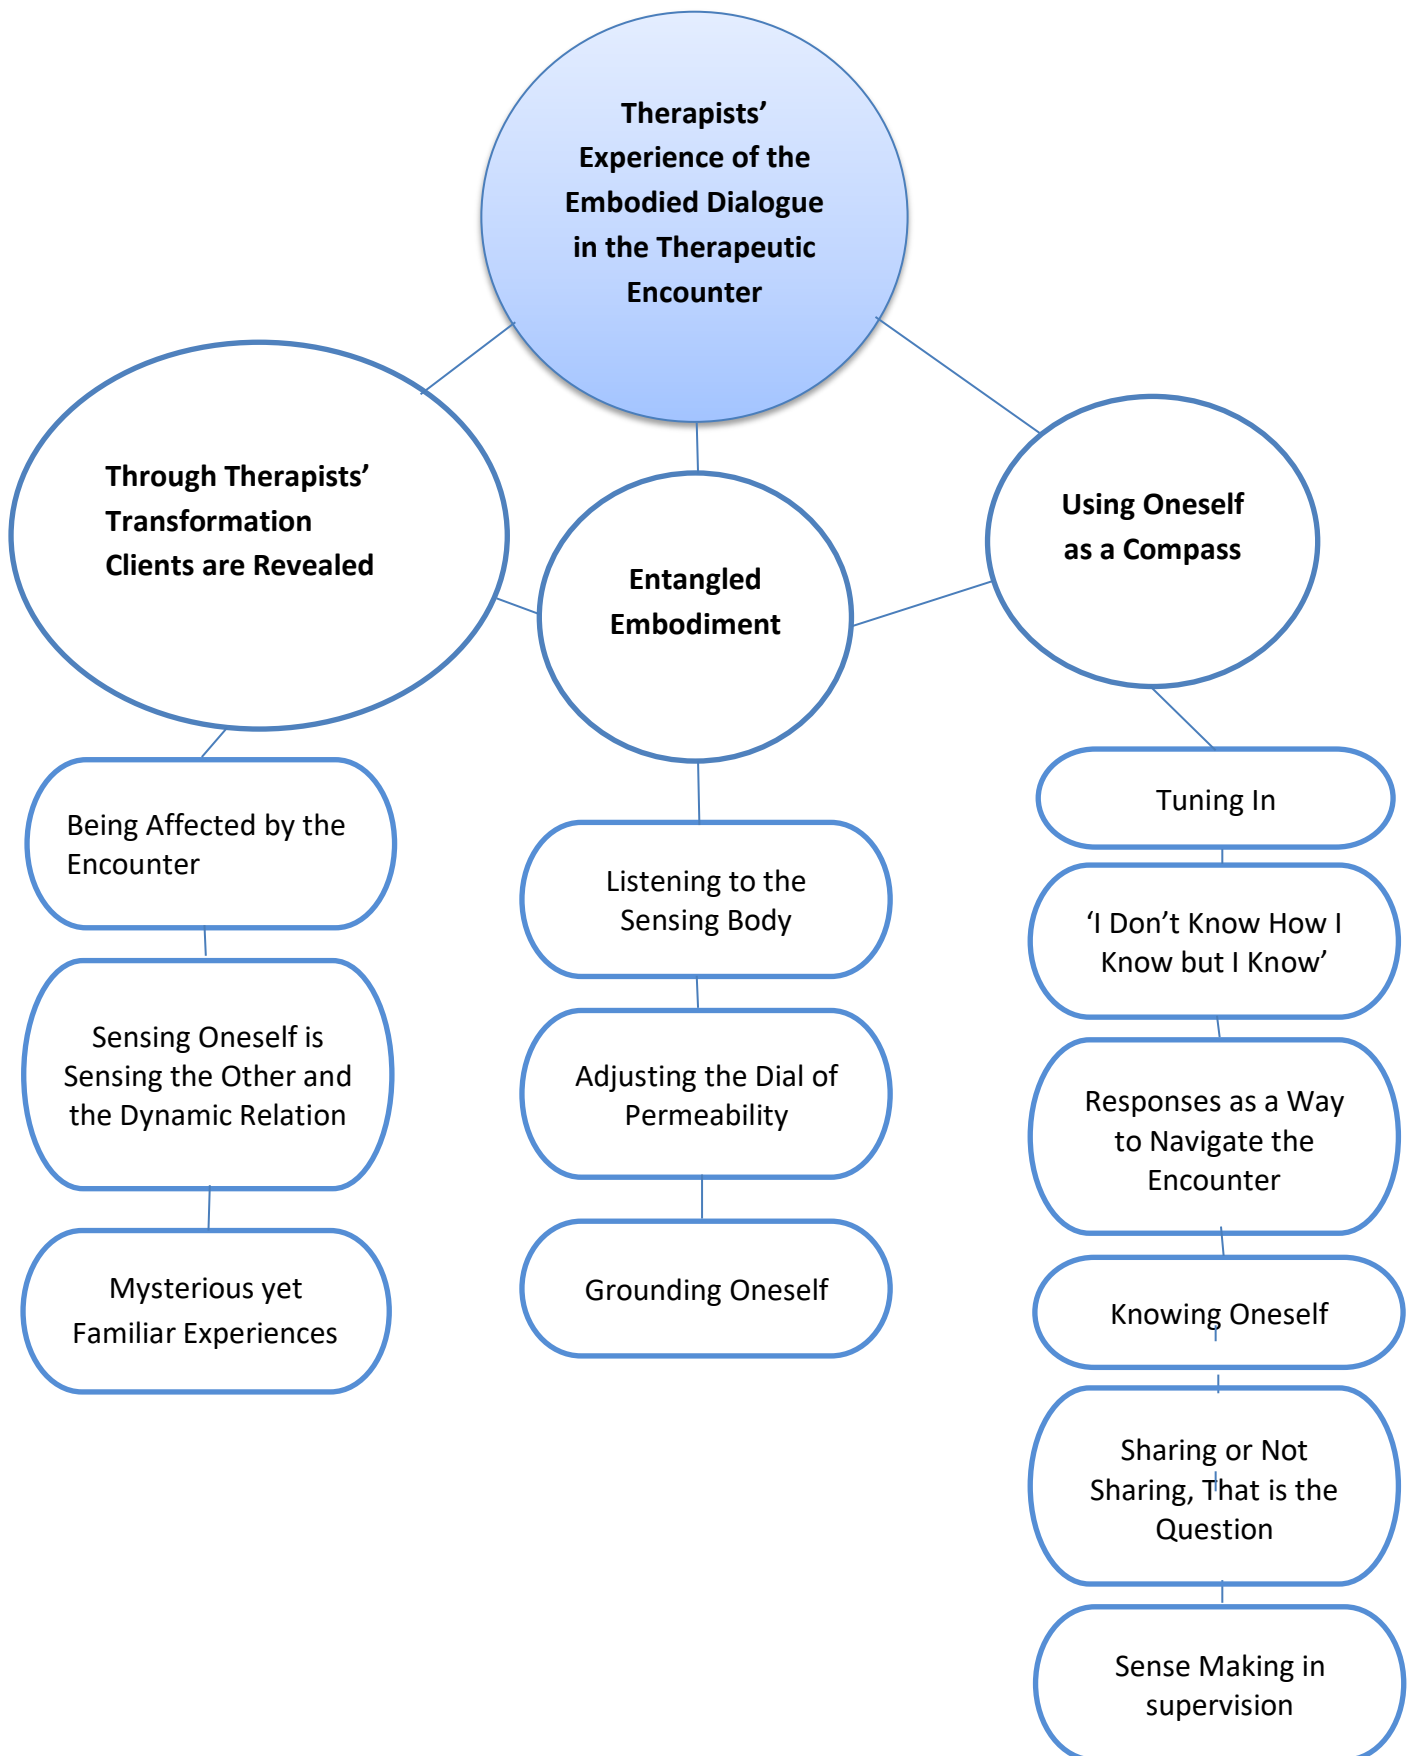 Therapists’
Experience of the
Embodied Dialogue
in the Therapeutic
Encounter
Through Therapists’
Transformation
Clients are Revealed
Entangled
Embodiment
Using Oneself
as a Compass
Being Affected by the
Encounter
Sensing Oneself is
Sensing the Other and
the Dynamic Relation
Mysterious yet
Familiar Experiences
Listening to the
Sensing Body
Adjusting the Dial of
Permeability
Grounding Oneself
Tuning In
‘I Don’t Know How I
Know but I Know’
Responses as a Way
to Navigate the
Encounter
Knowing Oneself
Sharing or Not
Sharing, That is the
Question
Sense Making in
supervision